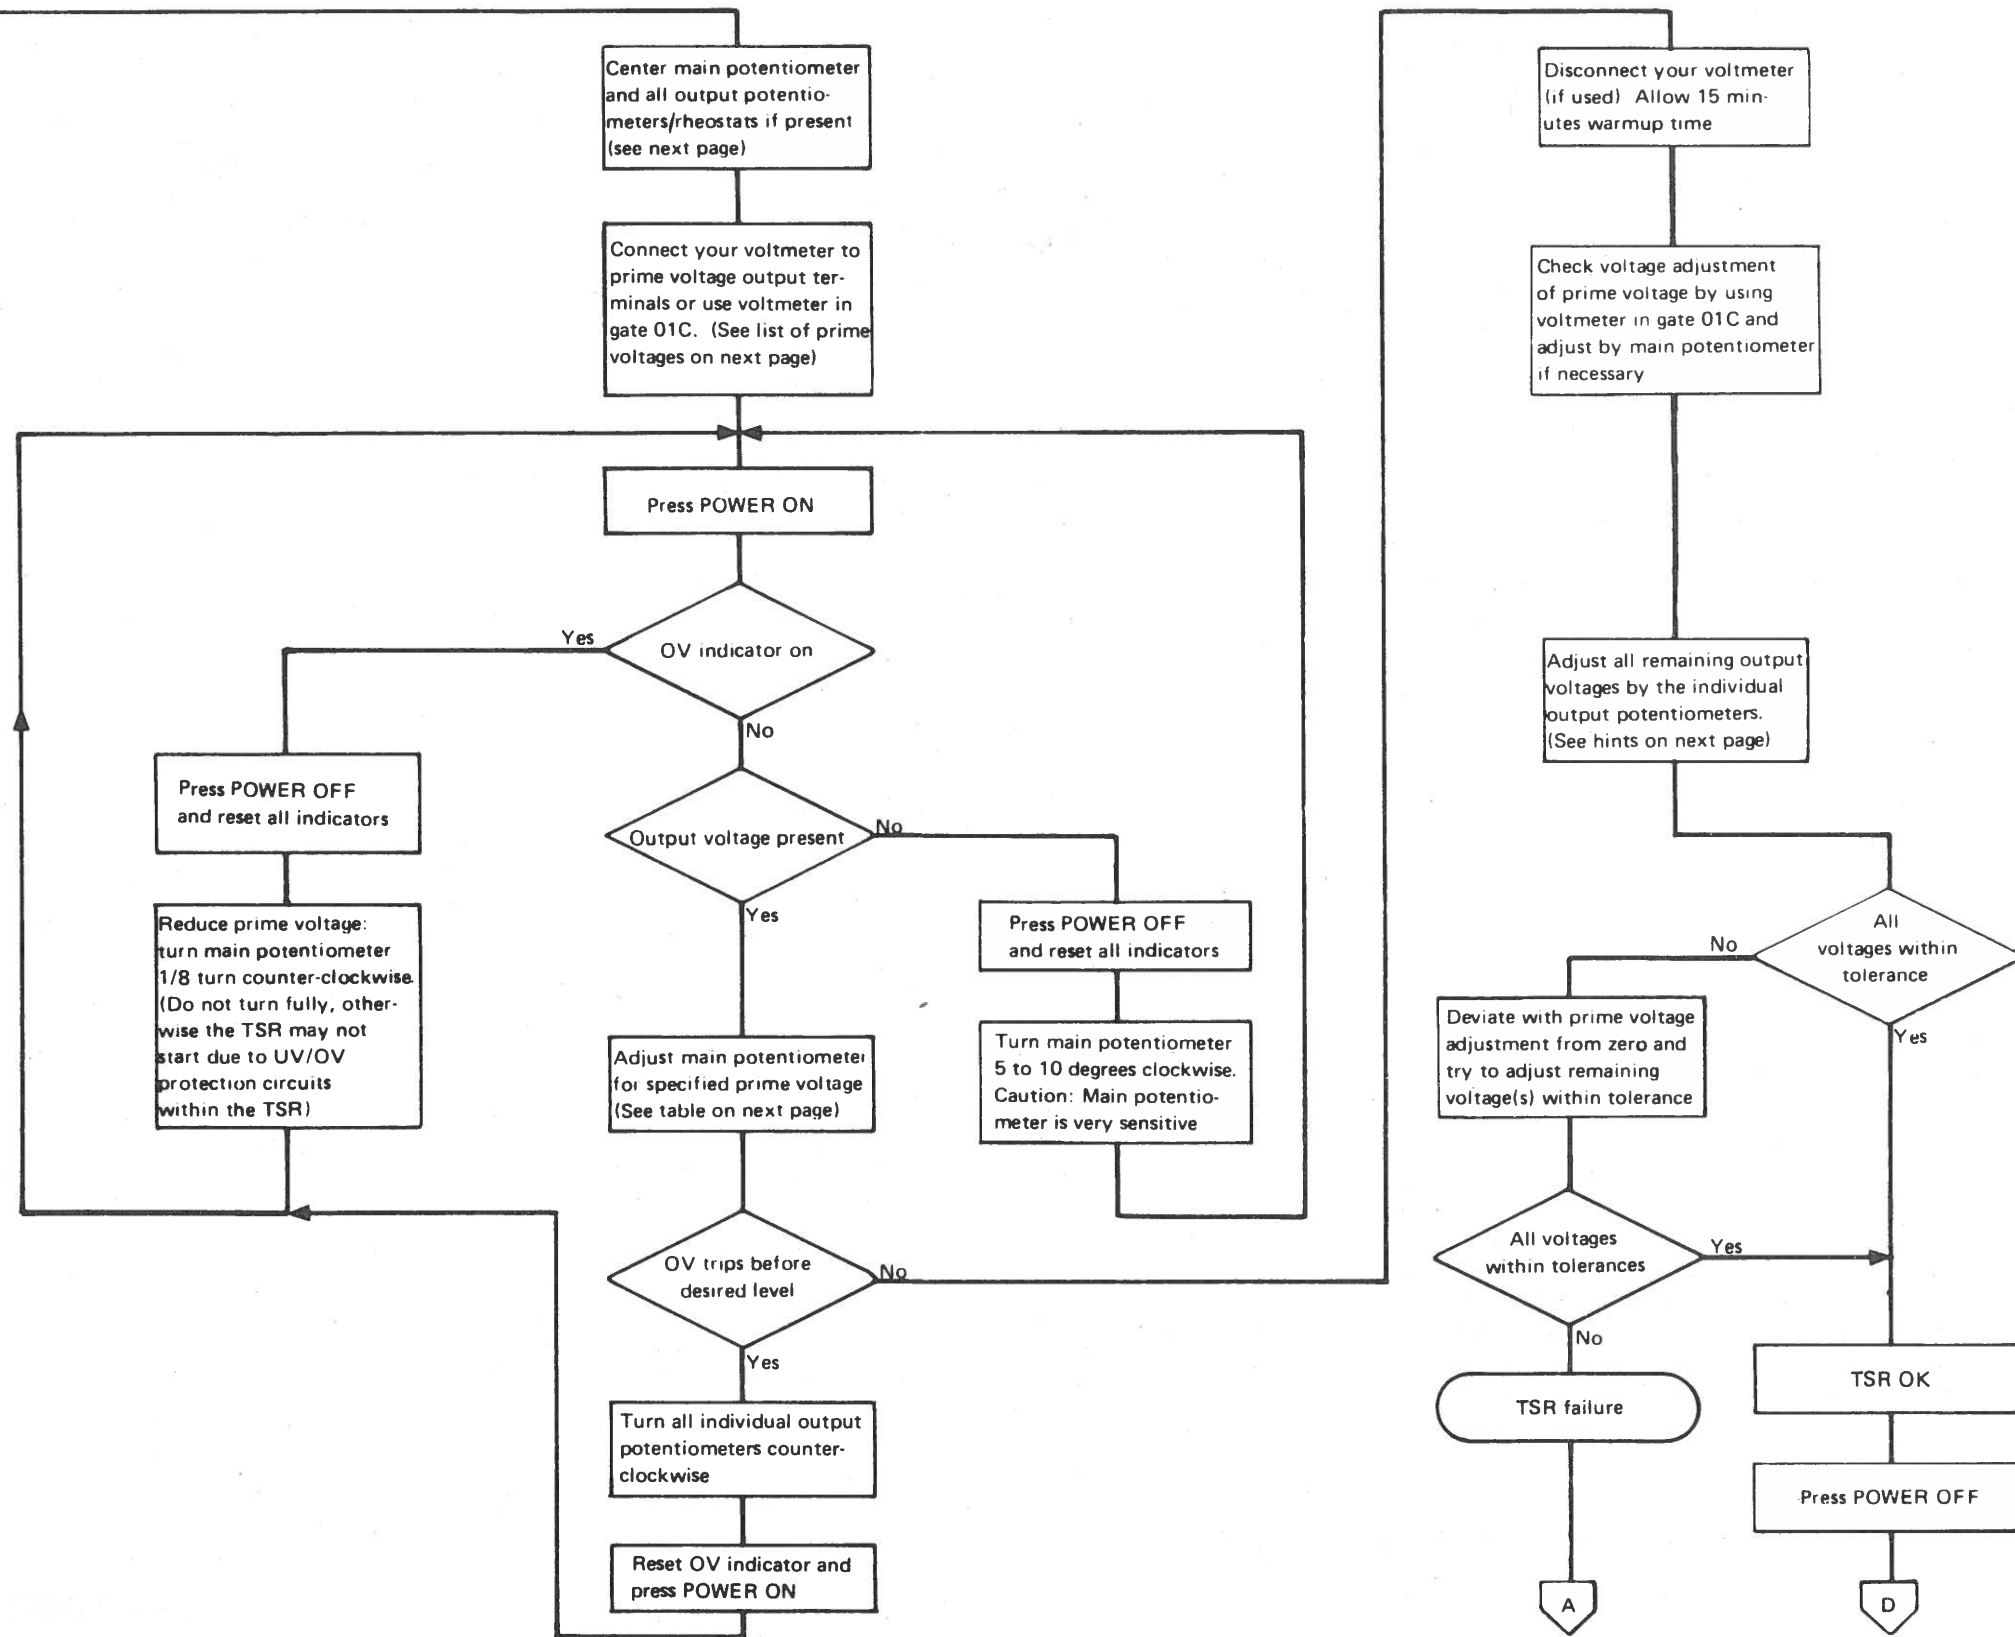 Center main potentiometer
and all output potentio-
meters/rheostats if present
(see next page)
Connect your voltmeter to
prime voltage output ter-
minals or use voltmeter in
gate 01C. (See list of prime
voltages on next page)
Press POWER ON
OV indicator on
Yes
No
Press POWER OFF
and reset all indicators
Reduce prime voltage:
turn main potentiometer
1/8 turn counter-clockwise.
(Do not turn fully, other-
wise the TSR may not
start due to UV/OV
protection circuits
within the TSR)
Output voltage present
No
Yes
Press POWER OFF
and reset all indicators
Turn main potentiometer
5 to 10 degrees clockwise.
Caution: Main potentio-
meter is very sensitive
Adjust main potentiometer
for specified prime voltage
(See table on next page)
OV trips before
desired level
No
Yes
Turn all individual output
potentiometers counter-
clockwise
Reset OV indicator and
press POWER ON
Disconnect your voltmeter
(if used) Allow 15 min-
utes warmup time
Check voltage adjustment
of prime voltage by using
voltmeter in gate 01C and
adjust by main potentiometer
if necessary
Adjust all remaining output
voltages by the individual
output potentiometers.
(See hints on next page)
All
voltages within
tolerance
No
Yes
Deviate with prime voltage
adjustment from zero and
try to adjust remaining
voltage(s) within tolerance
All voltages
within tolerances
Yes
No
TSR failure
A
TSR OK
Press POWER OFF
D